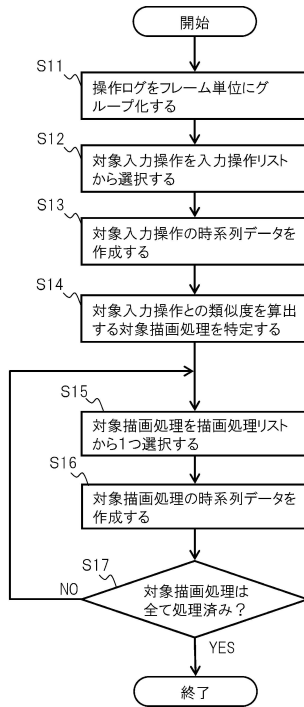 開始
S11
操作ログをフレーム単位にグ
ループ化する
S12
対象入力操作を入力操作リスト
から選択する
S13
対象入力操作の時系列データを
作成する
S14
対象入力操作との類似度を算出
する対象描画処理を特定する
S15
対象描画処理を描画処理リスト
から1つ選択する
S16
対象描画処理の時系列データを
作成する
S17
対象描画処理は
全て処理済み？
NO
YES
終了